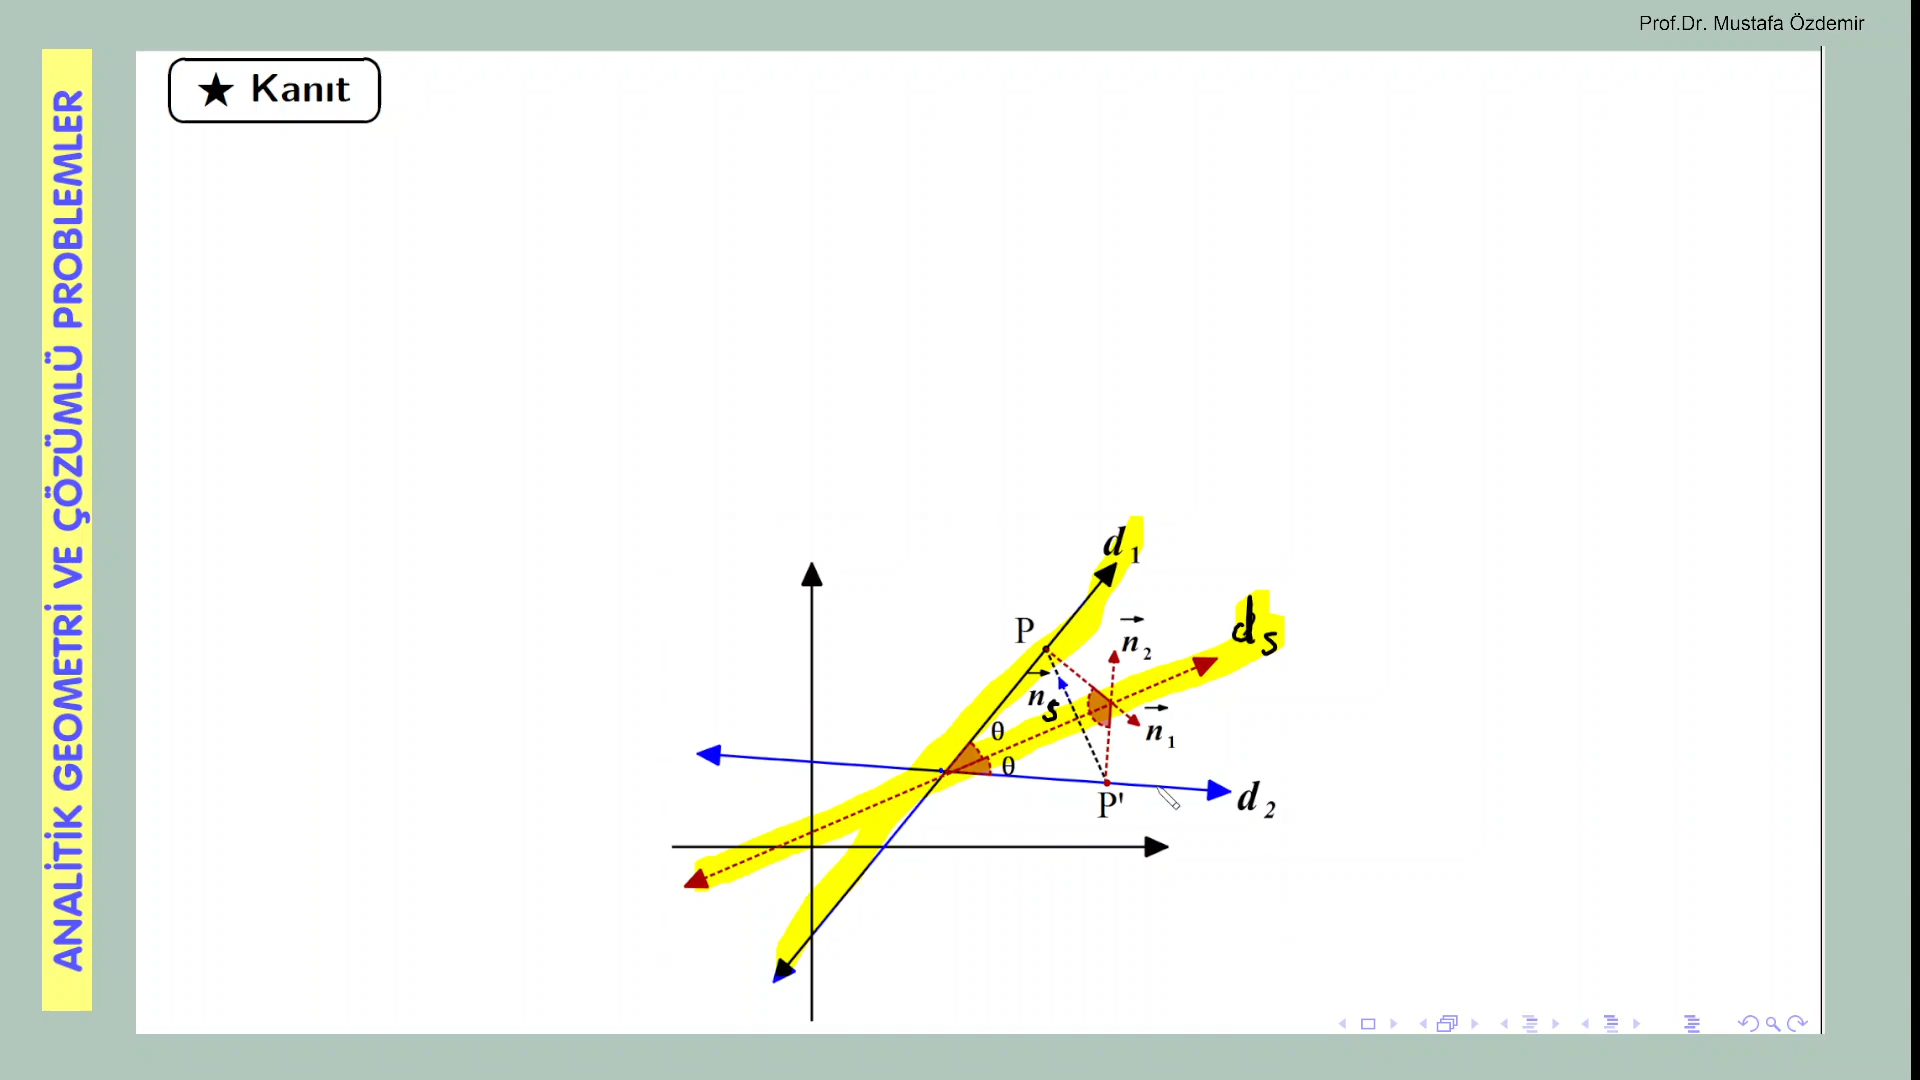 Prof.Dr. Mustafa Özdemir
ANALİTİK GEOMETRİ VE ÇÖZÜMLÜ PROBLEMLER
★ Kanıt
d1
ds
P
n2
ns
n1
θ
θ
P'
d2